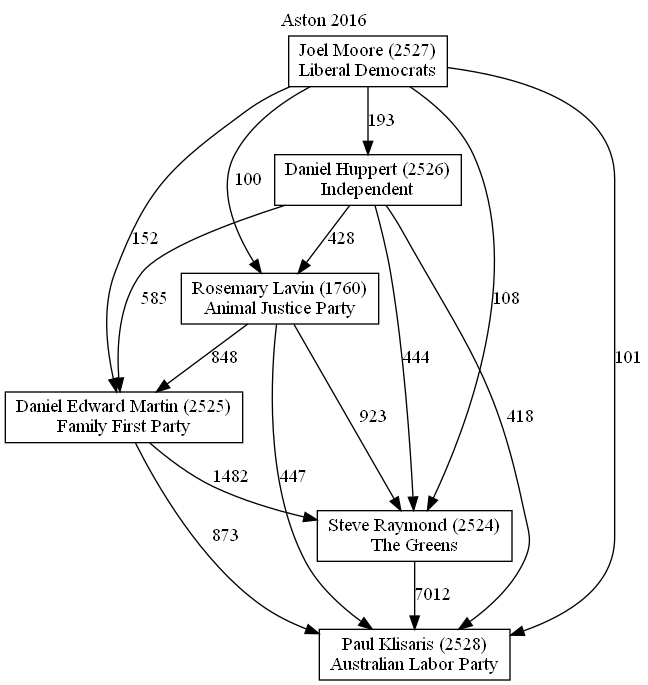 Aston 2016
Joel Moore (2527)
Liberal Democrats
193
Daniel Huppert (2526)
Independent
100
152
428
585
108
Rosemary Lavin (1760)
Animal Justice Party
848
444
101
923
418
Daniel Edward Martin (2525)
Family First Party
1482
447
873
Steve Raymond (2524)
The Greens
7012
Paul Klisaris (2528)
Australian Labor Party